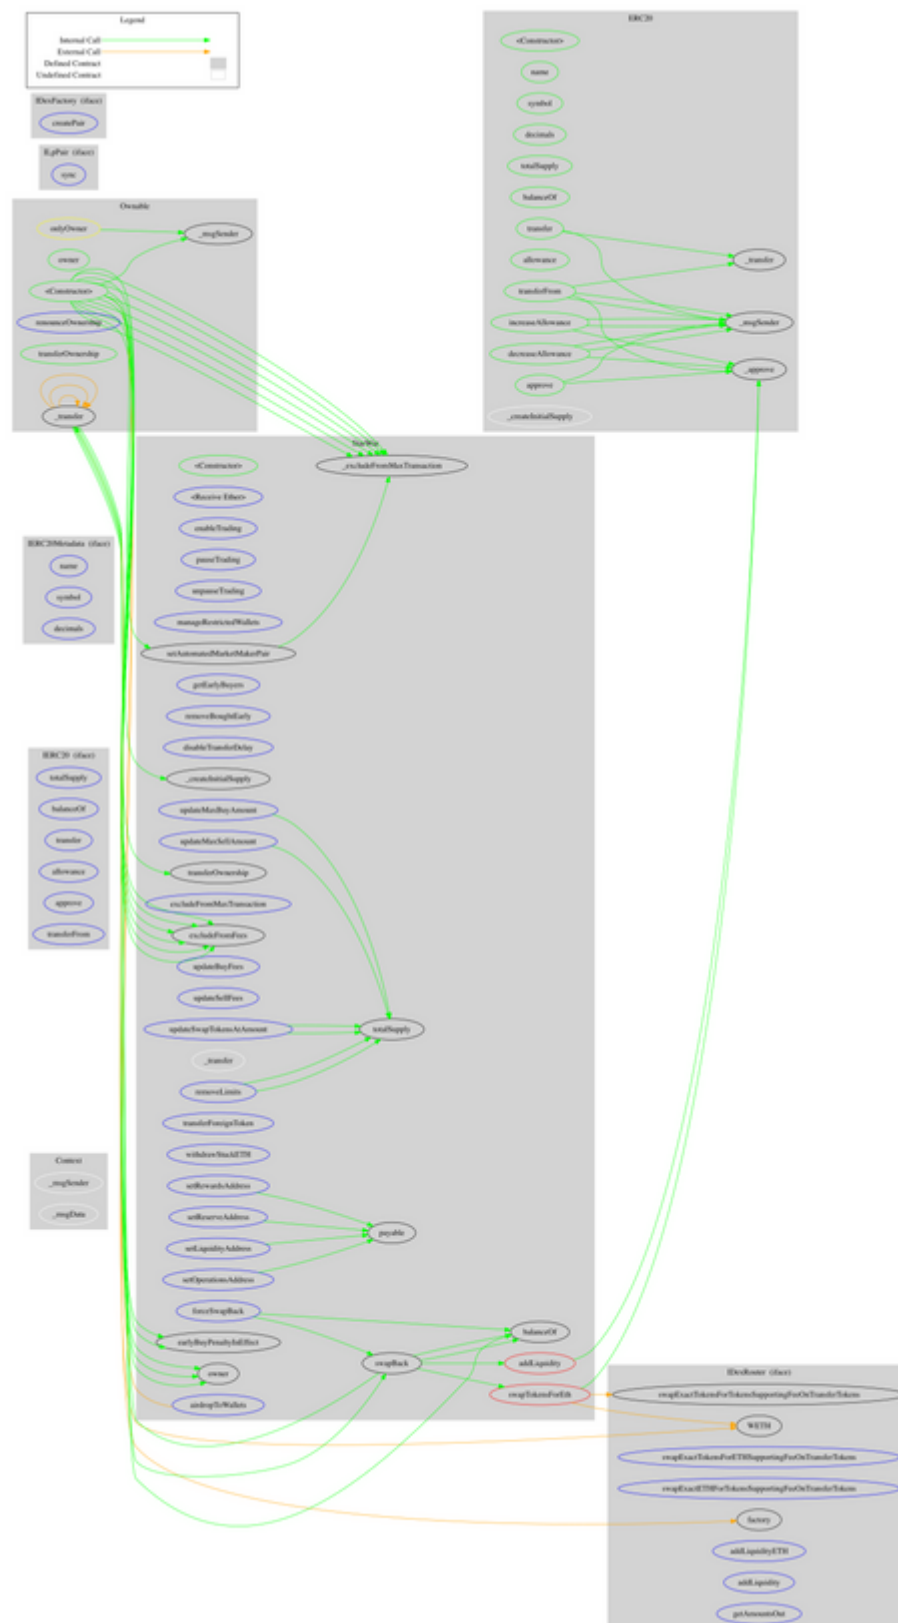 Legend
Internal Call
External Call
Defined Contract
Undefined Contract
IDexFactory (iface)
createPair
ILpPair (iface)
sync
Ownable
onlyOwner
_msgSender
owner
<Constructor>
renounceOwnership
transferOwnership
_transfer
ERC20
<Constructor>
name
symbol
decimals
totalSupply
balanceOf
transfer
_transfer
allowance
transferFrom
increaseAllowance
_msgSender
decreaseAllowance
_approve
approve
_createInitialSupply
StarWar
<Constructor>
_excludeFromMaxTransaction
<Receive Ether>
enableTrading
pauseTrading
unpauseTrading
manageRestrictedWallets
setAutomatedMarketMakerPair
getEarlyBuyers
removeBoughtEarly
disableTransferDelay
_createInitialSupply
updateMaxBuyAmount
updateMaxSellAmount
transferOwnership
excludeFromMaxTransaction
excludeFromFees
updateBuyFees
updateSellFees
updateSwapTokensAtAmount
totalSupply
_transfer
removeLimits
transferForeignToken
withdrawStuckETH
setRewardsAddress
setReserveAddress
payable
setLiquidityAddress
setOperationsAddress
forceSwapBack
balanceOf
earlyBuyPenaltyInEffect
swapBack
addLiquidity
owner
swapTokensForEth
airdropToWallets
IERC20Metadata (iface)
name
symbol
decimals
IERC20 (iface)
totalSupply
balanceOf
transfer
allowance
approve
transferFrom
Context
_msgSender
_msgData
IDexRouter (iface)
swapExactTokensForTokensSupportingFeeOnTransferTokens
WETH
swapExactTokensForETHSupportingFeeOnTransferTokens
swapExactETHForTokensSupportingFeeOnTransferTokens
factory
addLiquidityETH
addLiquidity
getAmountsOut